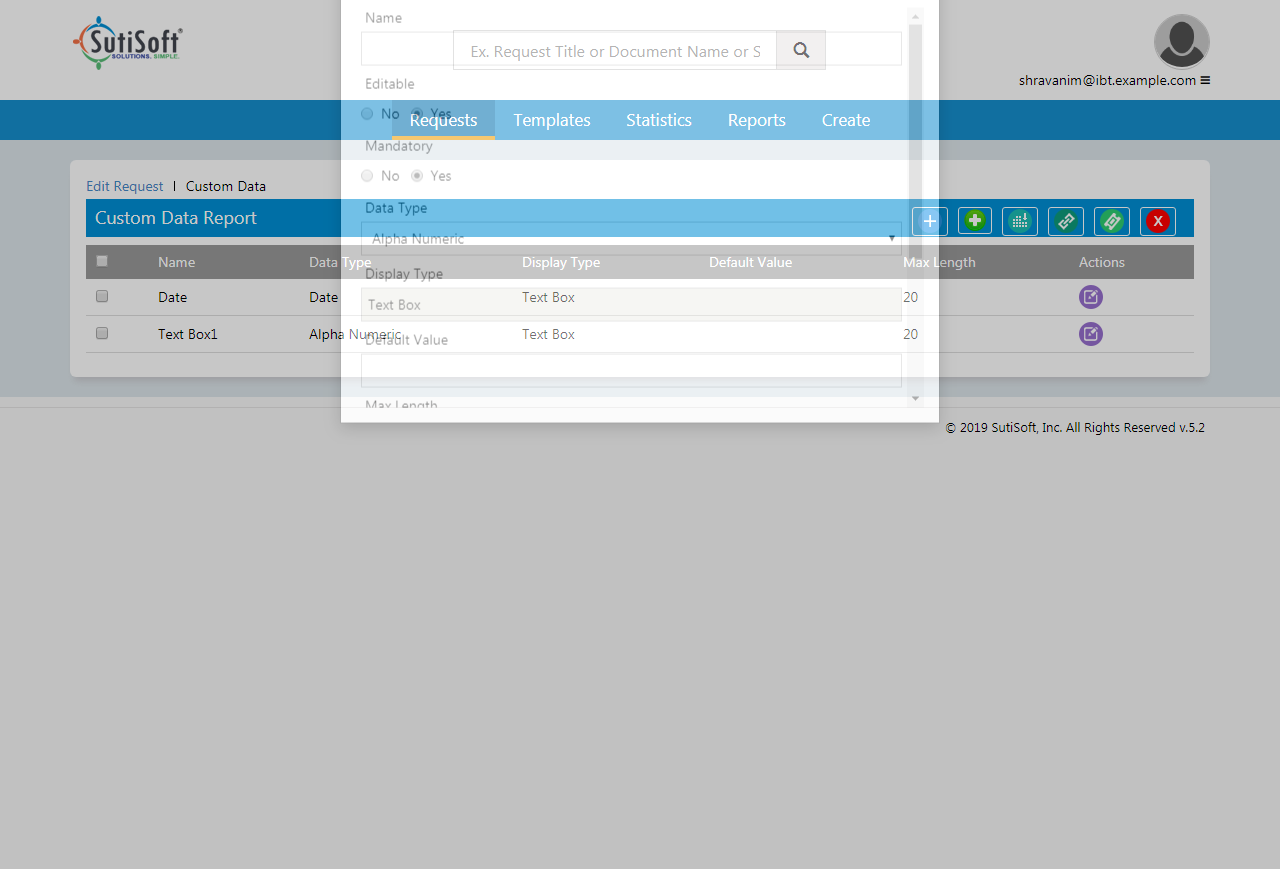 SutiSoft®
SOLUTIONS. SIMPLE.
shravanim@ibt.example.com
Name
Ex. Request Title or Document Name or S
Editable
No Yes
Requests Templates Statistics Reports Create
Mandatory
No Yes
Edit Request | Custom Data
Data Type
Custom Data Report
X
Alpha Numeric
Name Data Type Display Type Default Value Max Length Actions
Display Type
Date Date Text Box 20
Text Box
Text Box1 Alpha Numeric Text Box 20
Default Value
Max Length
© 2019 SutiSoft, Inc. All Rights Reserved v.5.2